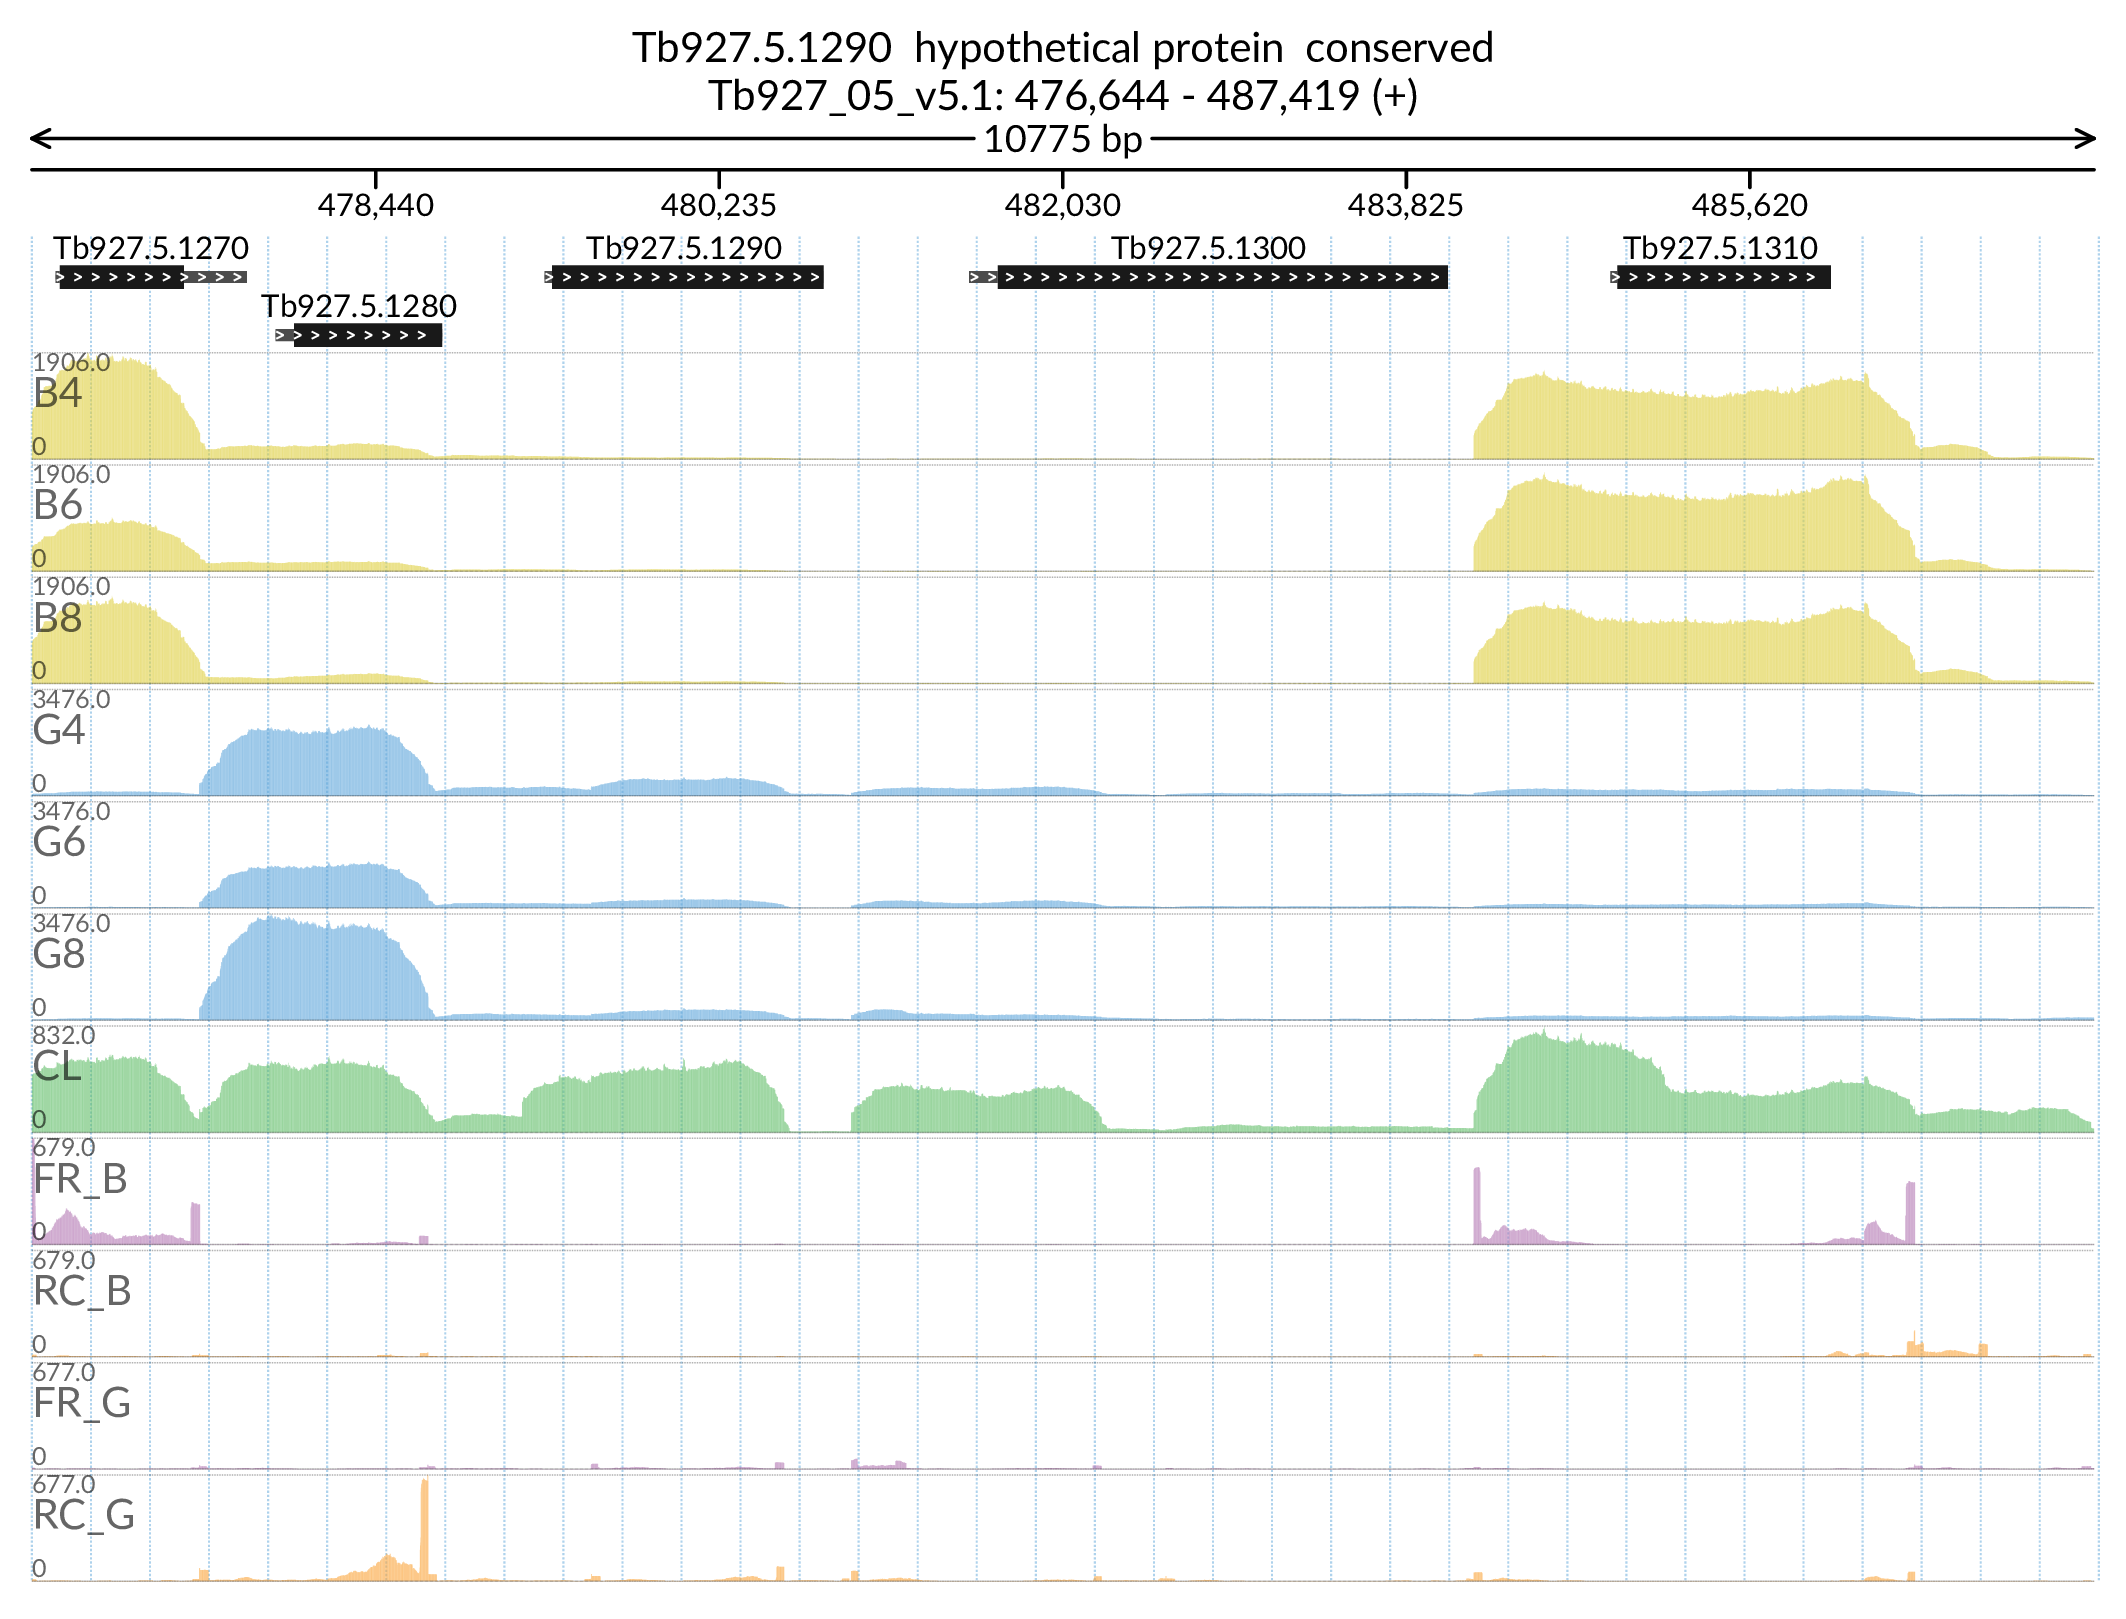 Tb927.5.1290  hypothetical protein  conserved
Tb927_05_v5.1: 476,644 - 487,419 (+)
10775 bp
478,440 480,235 482,030 483,825 485,620
Tb927.5.1270 Tb927.5.1290 Tb927.5.1300 Tb927.5.1310
Tb927.5.1280
1906.0
B4
0
1906.0
B6
0
1906.0
B8
0
3476.0
G4
0
3476.0
G6
0
3476.0
G8
0
832.0
CL
0
679.0
FR_B
0
679.0
RC_B
0
677.0
FR_G
0
677.0
RC_G
0